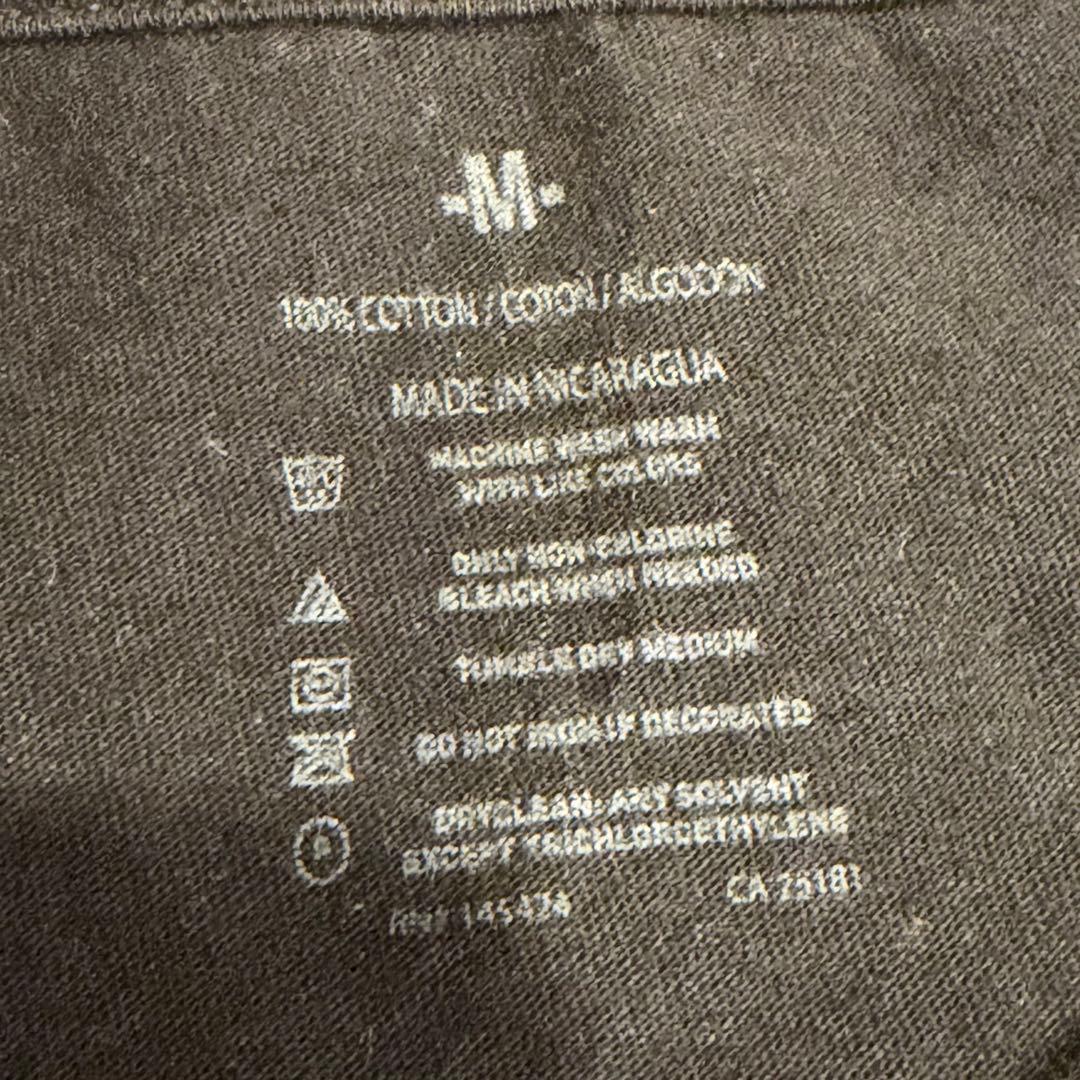 ·M·
100% COTTON / COTON / ALGODON
MADE IN NICARAGUA
MACHINE WASH WARM
WITH LIKE COLORS
ONLY NON-CHLORINE
BLEACH WHEN NEEDED
TUMBLE DRY MEDIUM
DO NOT IRON IF DECORATED
DRYCLEAN: ANY SOLVENT
EXCEPT TRICHLOROETHYLENE
CA 25181